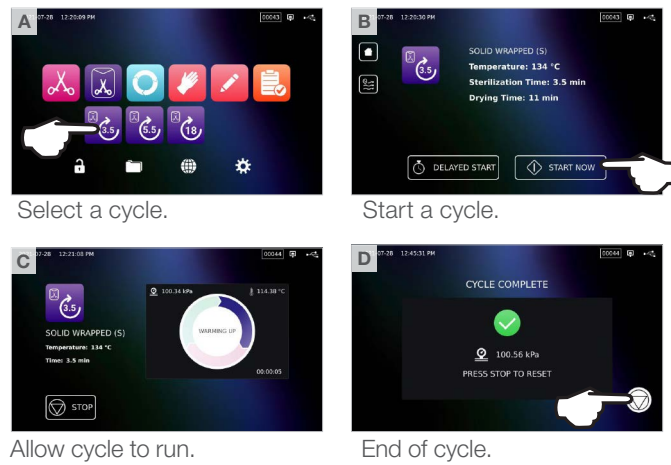 A
07-28 12:20:09 PM
00043
3.5
5.5
18
Select a cycle.
B
07-28 12:20:30 PM
00043
3.5
SOLID WRAPPED (S)
Temperature: 134 °C
Sterilization Time: 3.5 min
Drying Time: 11 min
DELAYED START
START NOW
Start a cycle.
C
07-28 12:21:08 PM
00044
3.5
100.34 kPa
114.38 °C
WARMING UP
SOLID WRAPPED (S)
Temperature: 134 °C
Time: 3.5 min
00:00:05
STOP
Allow cycle to run.
D
07-28 12:45:31 PM
00044
CYCLE COMPLETE
100.56 kPa
PRESS STOP TO RESET
End of cycle.